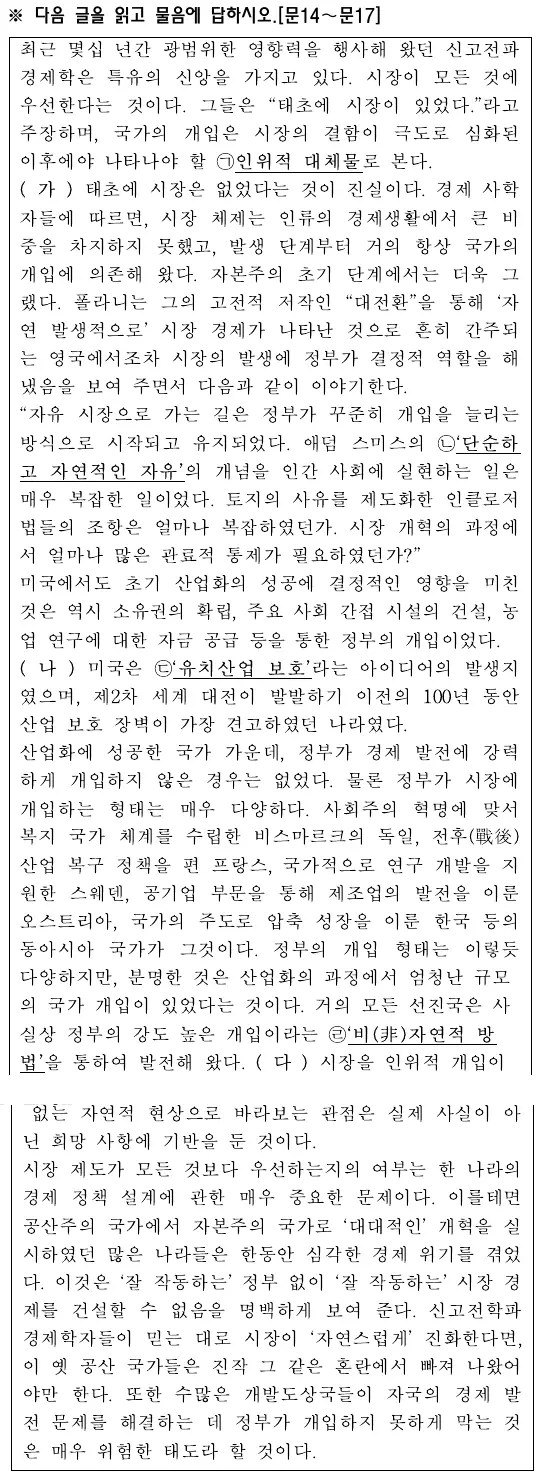 ※ 다음 글을 읽고 물음에 답하시오.[문14～문17]
최근 몇십 년간 광범위한 영향력을 행사해 왔던 신고전파
경제학은 특유의 신앙을 가지고 있다. 시장이 모든 것에
우선한다는 것이다. 그들은 “태초에 시장이 있었다.”라고
주장하며, 국가의 개입은 시장의 결함이 극도로 심화된
이후에야 나타나야 할 ㉠인위적 대체물로 본다.
( 가 ) 태초에 시장은 없었다는 것이 진실이다. 경제 사학
자들에 따르면, 시장 체제는 인류의 경제생활에서 큰 비
중을 차지하지 못했고, 발생 단계부터 거의 항상 국가의
개입에 의존해 왔다. 자본주의 초기 단계에서는 더욱 그
랬다. 폴라니는 그의 고전적 저작인 “대전환”을 통해 ‘자
연 발생적으로’ 시장 경제가 나타난 것으로 흔히 간주되
는 영국에서조차 시장의 발생에 정부가 결정적 역할을 해
냈음을 보여 주면서 다음과 같이 이야기한다.
“자유 시장으로 가는 길은 정부가 꾸준히 개입을 늘리는
방식으로 시작되고 유지되었다. 애덤 스미스의 ㉡‘단순하
고 자연적인 자유’의 개념을 인간 사회에 실현하는 일은
매우 복잡한 일이었다. 토지의 사유를 제도화한 인클로저
법들의 조항은 얼마나 복잡하였던가. 시장 개혁의 과정에
서 얼마나 많은 관료적 통제가 필요하였던가?”
미국에서도 초기 산업화의 성공에 결정적인 영향을 미친
것은 역시 소유권의 확립, 주요 사회 간접 시설의 건설, 농
업 연구에 대한 자금 공급 등을 통한 정부의 개입이었다.
( 나 ) 미국은 ㉢‘유치산업 보호’라는 아이디어의 발생지
였으며, 제2차 세계 대전이 발발하기 이전의 100년 동안
산업 보호 장벽이 가장 견고하였던 나라였다.
산업화에 성공한 국가 가운데, 정부가 경제 발전에 강력
하게 개입하지 않은 경우는 없었다. 물론 정부가 시장에
개입하는 형태는 매우 다양하다. 사회주의 혁명에 맞서
복지 국가 체계를 수립한 비스마르크의 독일, 전후(戰後)
산업 복구 정책을 편 프랑스, 국가적으로 연구 개발을 지
원한 스웨덴, 공기업 부문을 통해 제조업의 발전을 이룬
오스트리아, 국가의 주도로 압축 성장을 이룬 한국 등의
동아시아 국가가 그것이다. 정부의 개입 형태는 이렇듯
다양하지만, 분명한 것은 산업화의 과정에서 엄청난 규모
의 국가 개입이 있었다는 것이다. 거의 모든 선진국은 사
실상 정부의 강도 높은 개입이라는 ㉣‘비(非)자연적 방
법’을 통하여 발전해 왔다. ( 다 ) 시장을 인위적 개입이
없는 자연적 현상으로 바라보는 관점은 실제 사실이 아
닌 희망 사항에 기반을 둔 것이다.
시장 제도가 모든 것보다 우선하는지의 여부는 한 나라의
경제 정책 설계에 관한 매우 중요한 문제이다. 이를테면
공산주의 국가에서 자본주의 국가로 ‘대대적인’ 개혁을 실
시하였던 많은 나라들은 한동안 심각한 경제 위기를 겪었
다. 이것은 ‘잘 작동하는’ 정부 없이 ‘잘 작동하는’ 시장 경
제를 건설할 수 없음을 명백하게 보여 준다. 신고전학파
경제학자들이 믿는 대로 시장이 ‘자연스럽게’ 진화한다면,
이 옛 공산 국가들은 진작 그 같은 혼란에서 빠져 나왔어
야만 한다. 또한 수많은 개발도상국들이 자국의 경제 발
전 문제를 해결하는 데 정부가 개입하지 못하게 막는 것
은 매우 위험한 태도라 할 것이다.